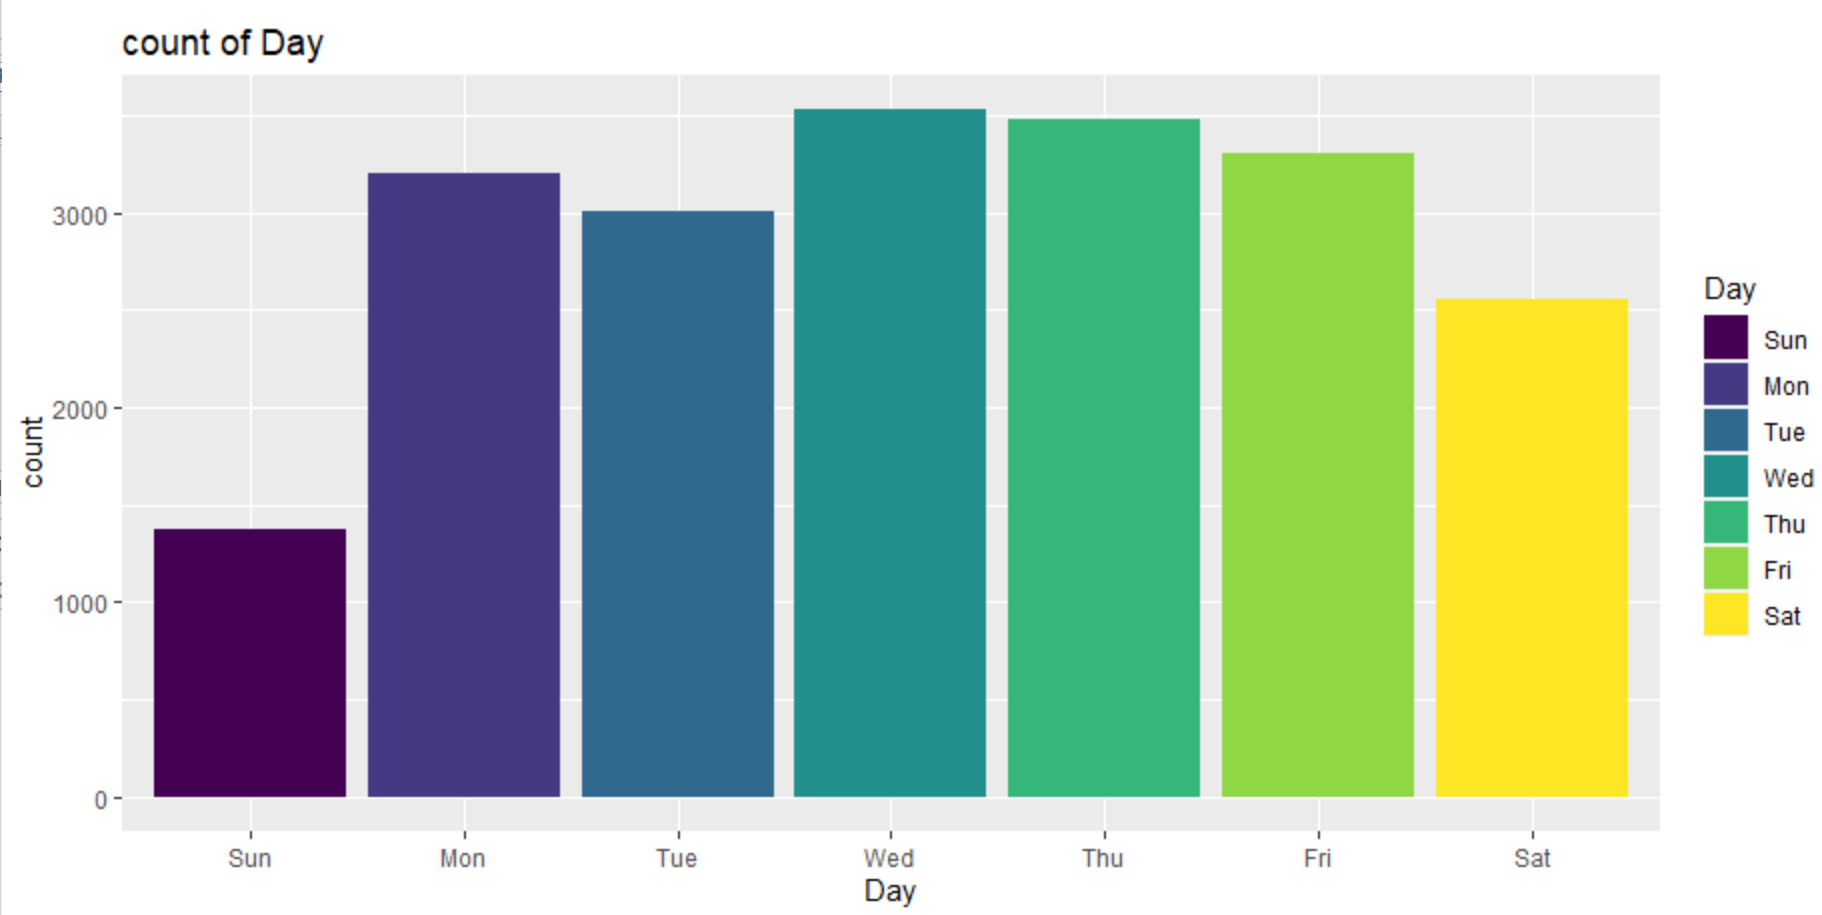 count of Day
count
3000
2000
1000
0
Sun Mon Tue Wed Thu Fri Sat
Day
Day
Sun
Mon
Tue
Wed
Thu
Fri
Sat